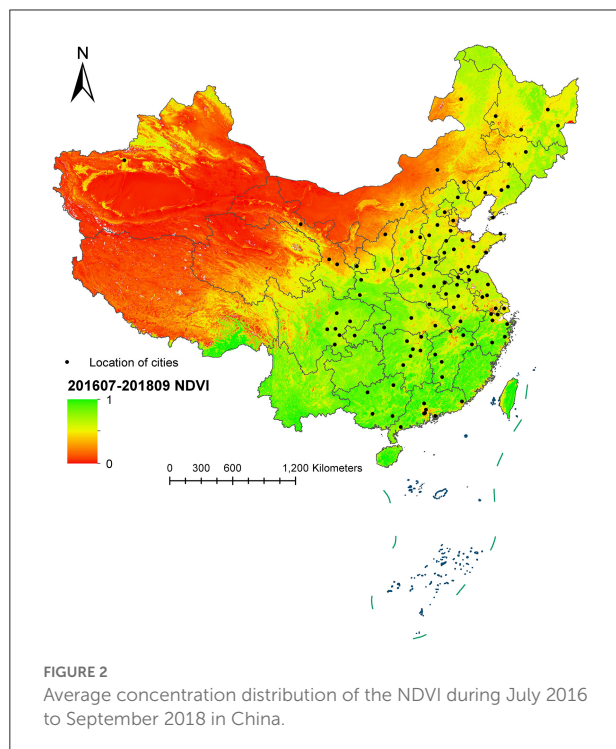 N
Location of cities
201607-201809 NDVI
1
0
0 300 600 1,200 Kilometers
FIGURE 2
Average concentration distribution of the NDVI during July 2016
to September 2018 in China.